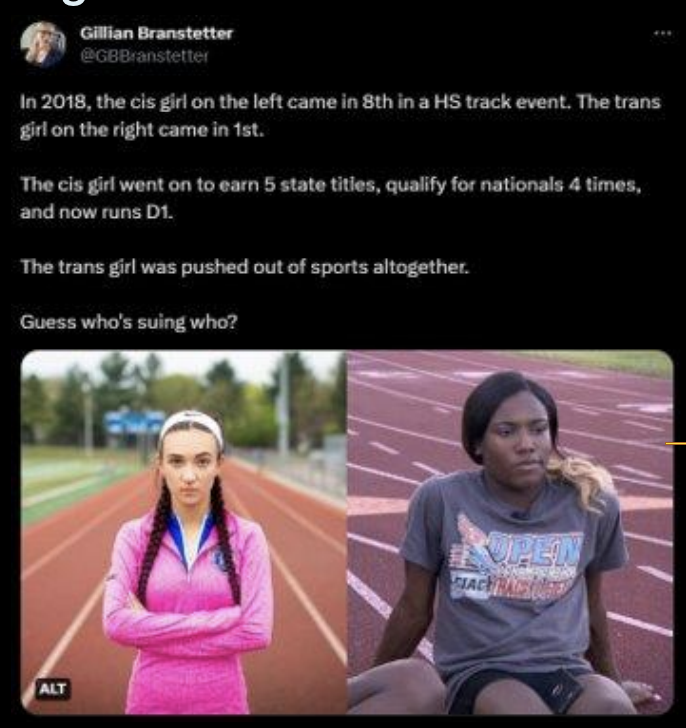 Gillian Branstetter
@GBBranstetter
In 2018, the cis girl on the left came in 8th in a HS track event. The trans
girl on the right came in 1st.
The cis girl went on to earn 5 state titles, qualify for nationals 4 times,
and now runs D1.
The trans girl was pushed out of sports altogether.
Guess who's suing who?
OPEN
ALT